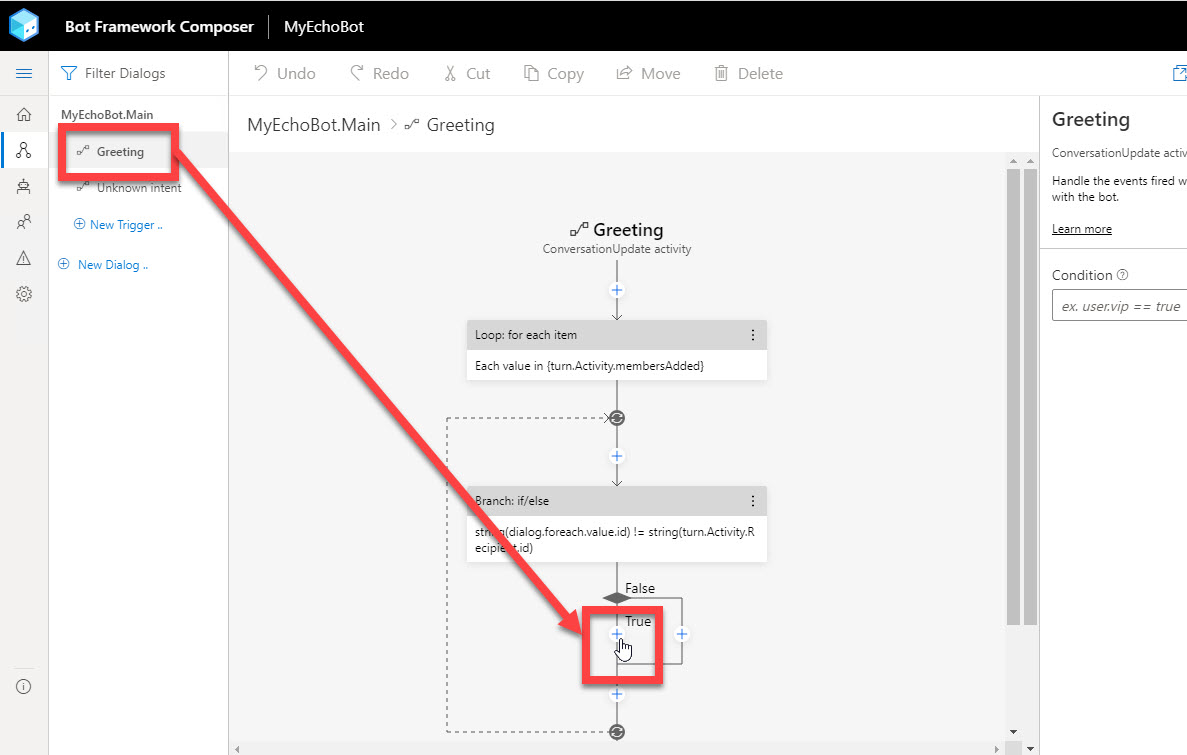 Bot Framework Composer
MyEchoBot
Filter Dialogs
Undo
Redo
Cut
Copy
Move
Delete
MyEchoBot.Main
Greeting
Unknown intent
New Trigger ..
New Dialog ..
MyEchoBot.Main > Greeting
Greeting
ConversationUpdate activity
Loop: for each item
Each value in {turn.Activity.membersAdded}
Branch: if/else
string(dialog.foreach.value.id) != string(turn.Activity.R
ecipient.id)
False
True
Greeting
ConversationUpdate activ
Handle the events fired w
with the bot.
Learn more
Condition
ex. user.vip == true